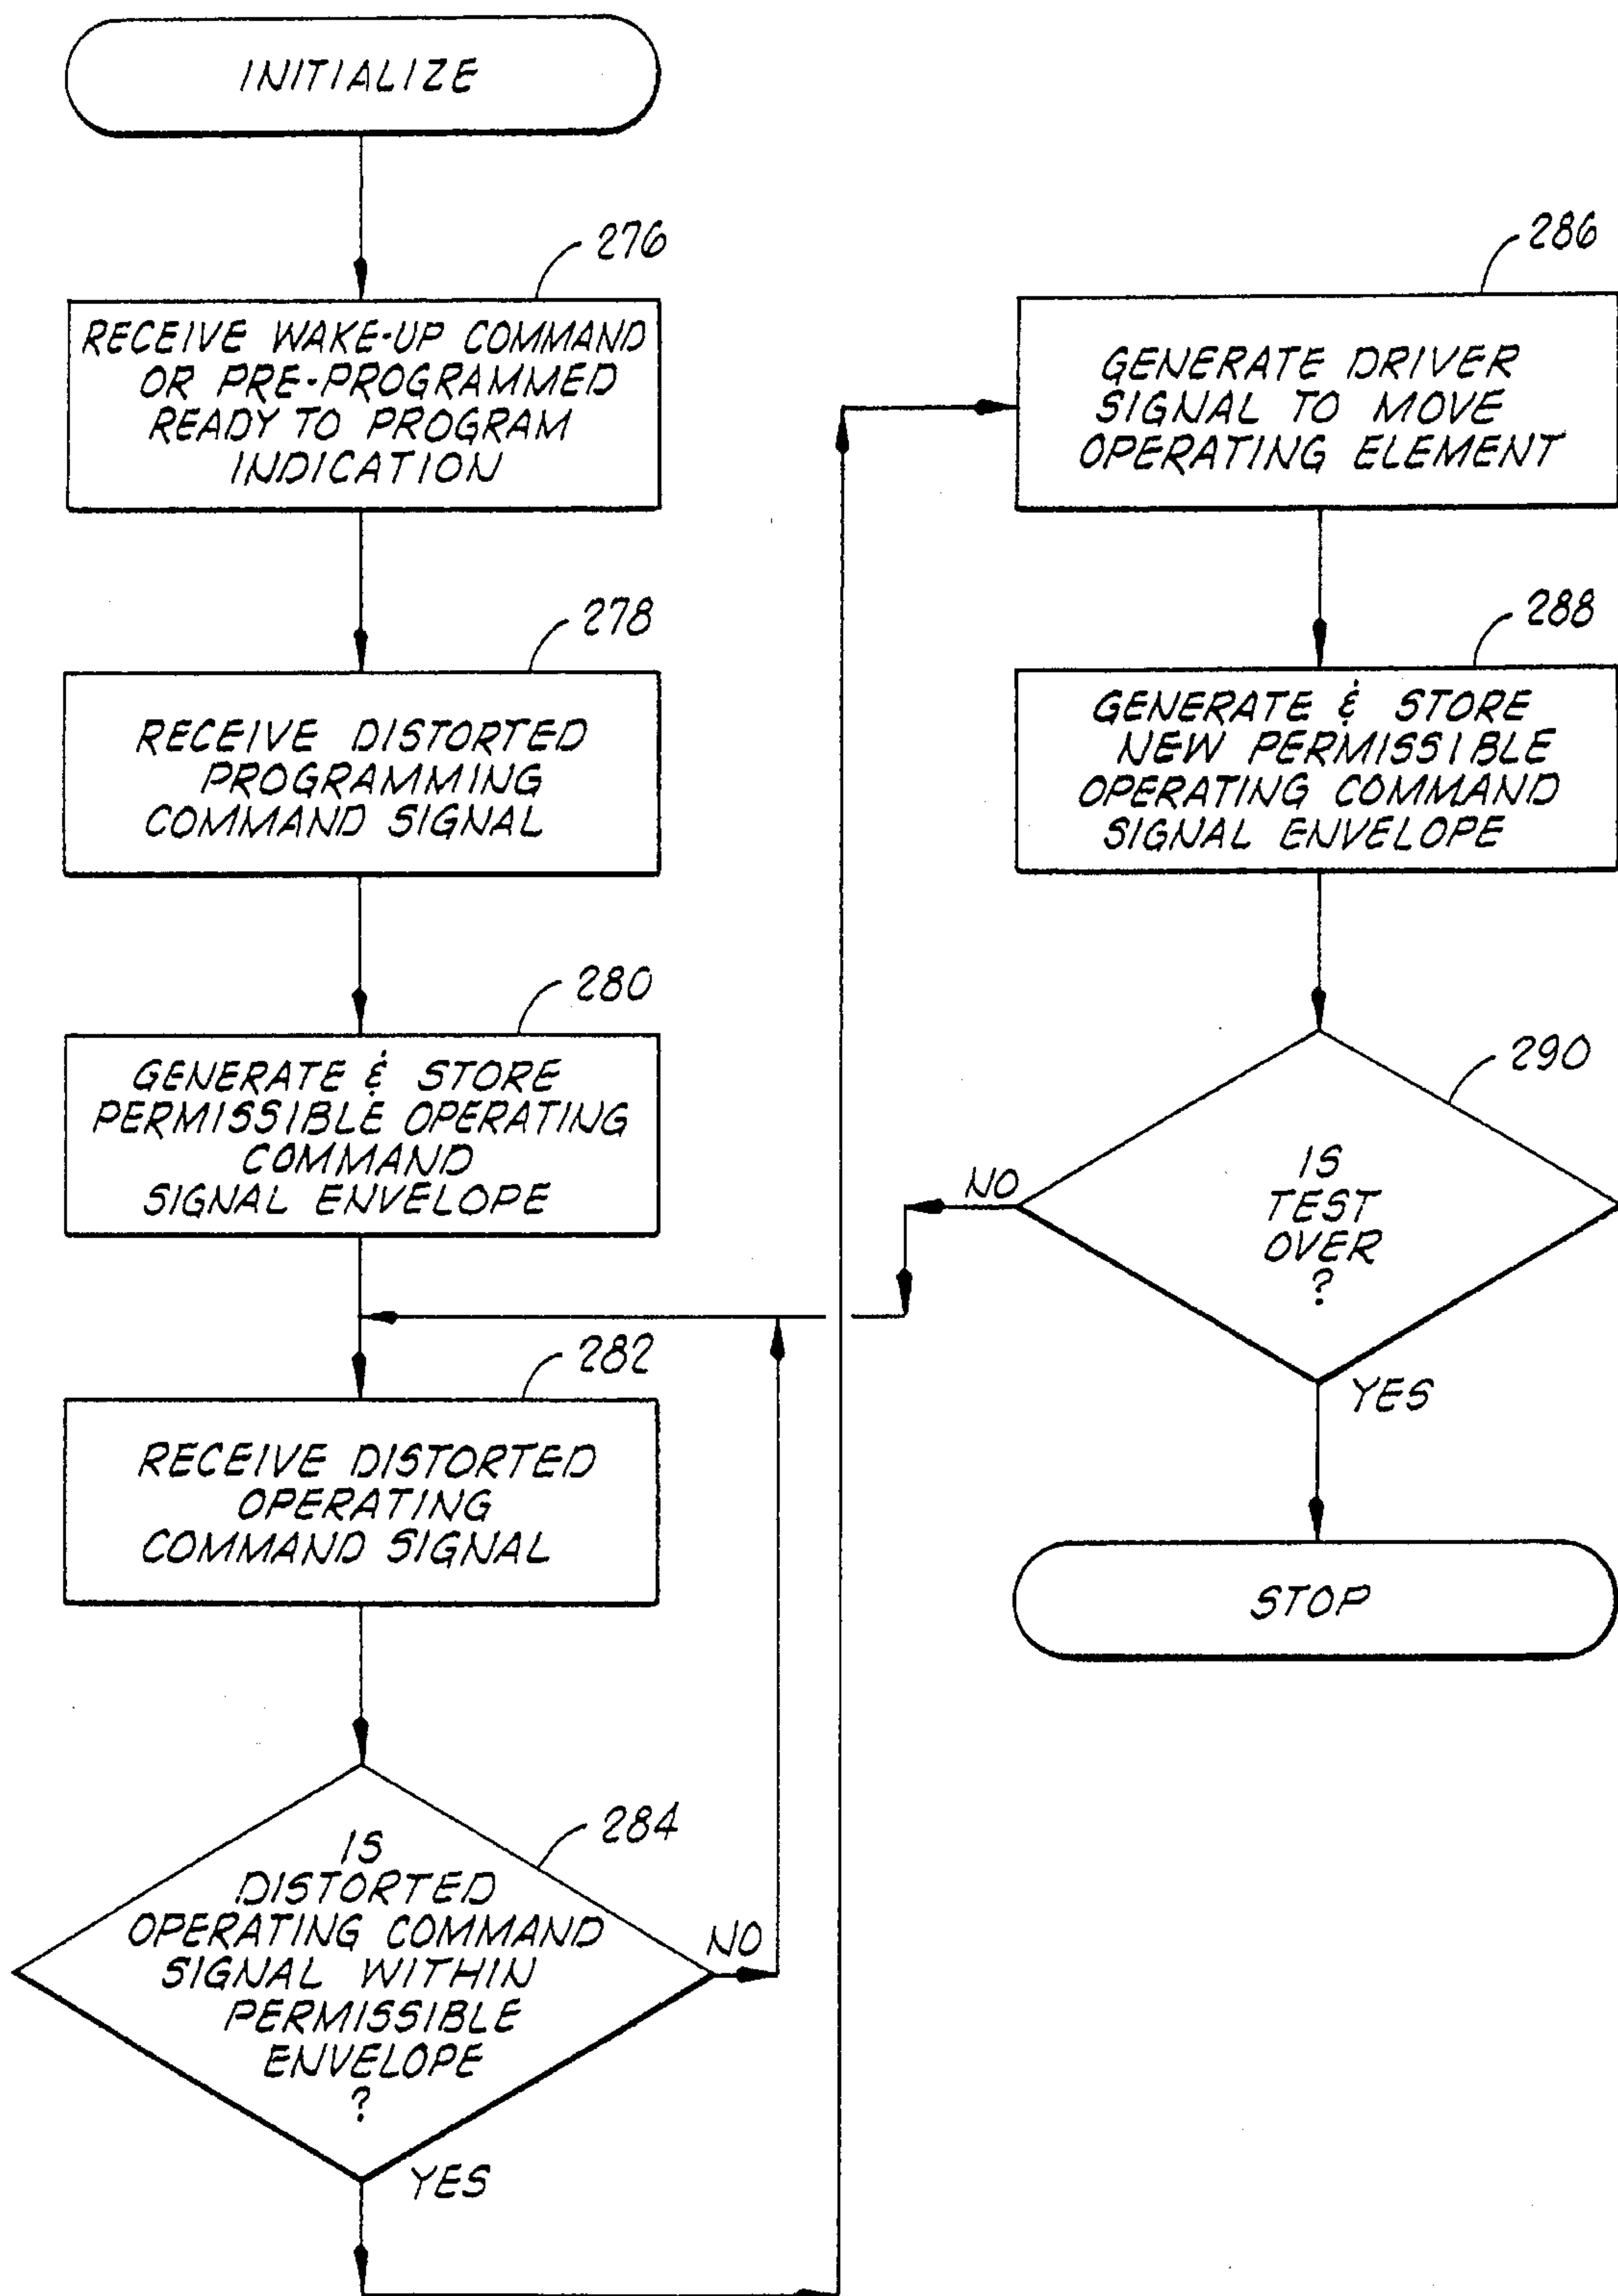 INITIALIZE
276
RECEIVE WAKE-UP COMMAND
OR PRE-PROGRAMMED
READY TO PROGRAM
INDICATION
278
RECEIVE DISTORTED
PROGRAMMING
COMMAND SIGNAL
280
GENERATE & STORE
PERMISSIBLE OPERATING
COMMAND
SIGNAL ENVELOPE
282
RECEIVE DISTORTED
OPERATING
COMMAND SIGNAL
284
IS
DISTORTED
OPERATING COMMAND
SIGNAL WITHIN
PERMISSIBLE
ENVELOPE
?
NO
YES
286
GENERATE DRIVER
SIGNAL TO MOVE
OPERATING ELEMENT
288
GENERATE & STORE
NEW PERMISSIBLE
OPERATING COMMAND
SIGNAL ENVELOPE
290
IS
TEST
OVER
?
NO
YES
STOP